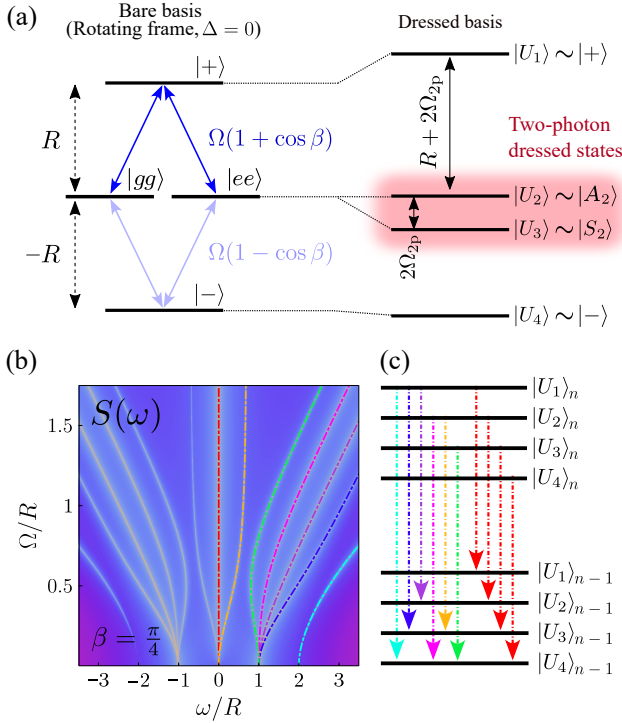 (a)
Bare basis
(Rotating frame, Δ = 0)
Dressed basis
|+⟩
|U₁⟩ ∼ |+⟩
R
Ω(1 + cos β)
R + 2Ω₂ₚ
Two-photon
dressed states
|gg⟩
|ee⟩
|U₂⟩ ∼ |A₂⟩
−R
Ω(1 − cos β)
2Ω₂ₚ
|U₃⟩ ∼ |S₂⟩
|−⟩
|U₄⟩ ∼ |−⟩
(b)
S(ω)
1.5
1
0.5
Ω/R
β = π/4
−3 −2 −1 0 1 2 3
ω/R
(c)
|U₁⟩ₙ
|U₂⟩ₙ
|U₃⟩ₙ
|U₄⟩ₙ
|U₁⟩ₙ₋₁
|U₂⟩ₙ₋₁
|U₃⟩ₙ₋₁
|U₄⟩ₙ₋₁